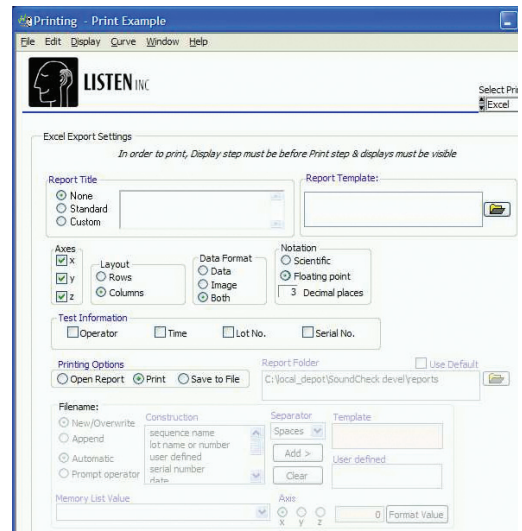 Printing - Print Example
File Edit Display Curve Window Help
LISTEN INC
Select Pri
Excel
Excel Export Settings
In order to print, Display step must be before Print step & displays must be visible
Report Title
None
Standard
Custom
Report Template:
Axes
x
y
z
Layout
Rows
Columns
Data Format
Data
Image
Both
Notation
Scientific
Floating point
3 Decimal places
Test Information
Operator Time Lot No. Serial No.
Printing Options
Open Report Print Save to File
Report Folder
Use Default
C:\local_depot\SoundCheck devel\reports
Filename:
New/Overwrite
Append
Automatic
Prompt operator
Construction
sequence name
lot name or number
user defined
serial number
date
Separator
Spaces
Add >
Clear
Template
User defined
Memory List Value
Axis
x y z
0 Format Value